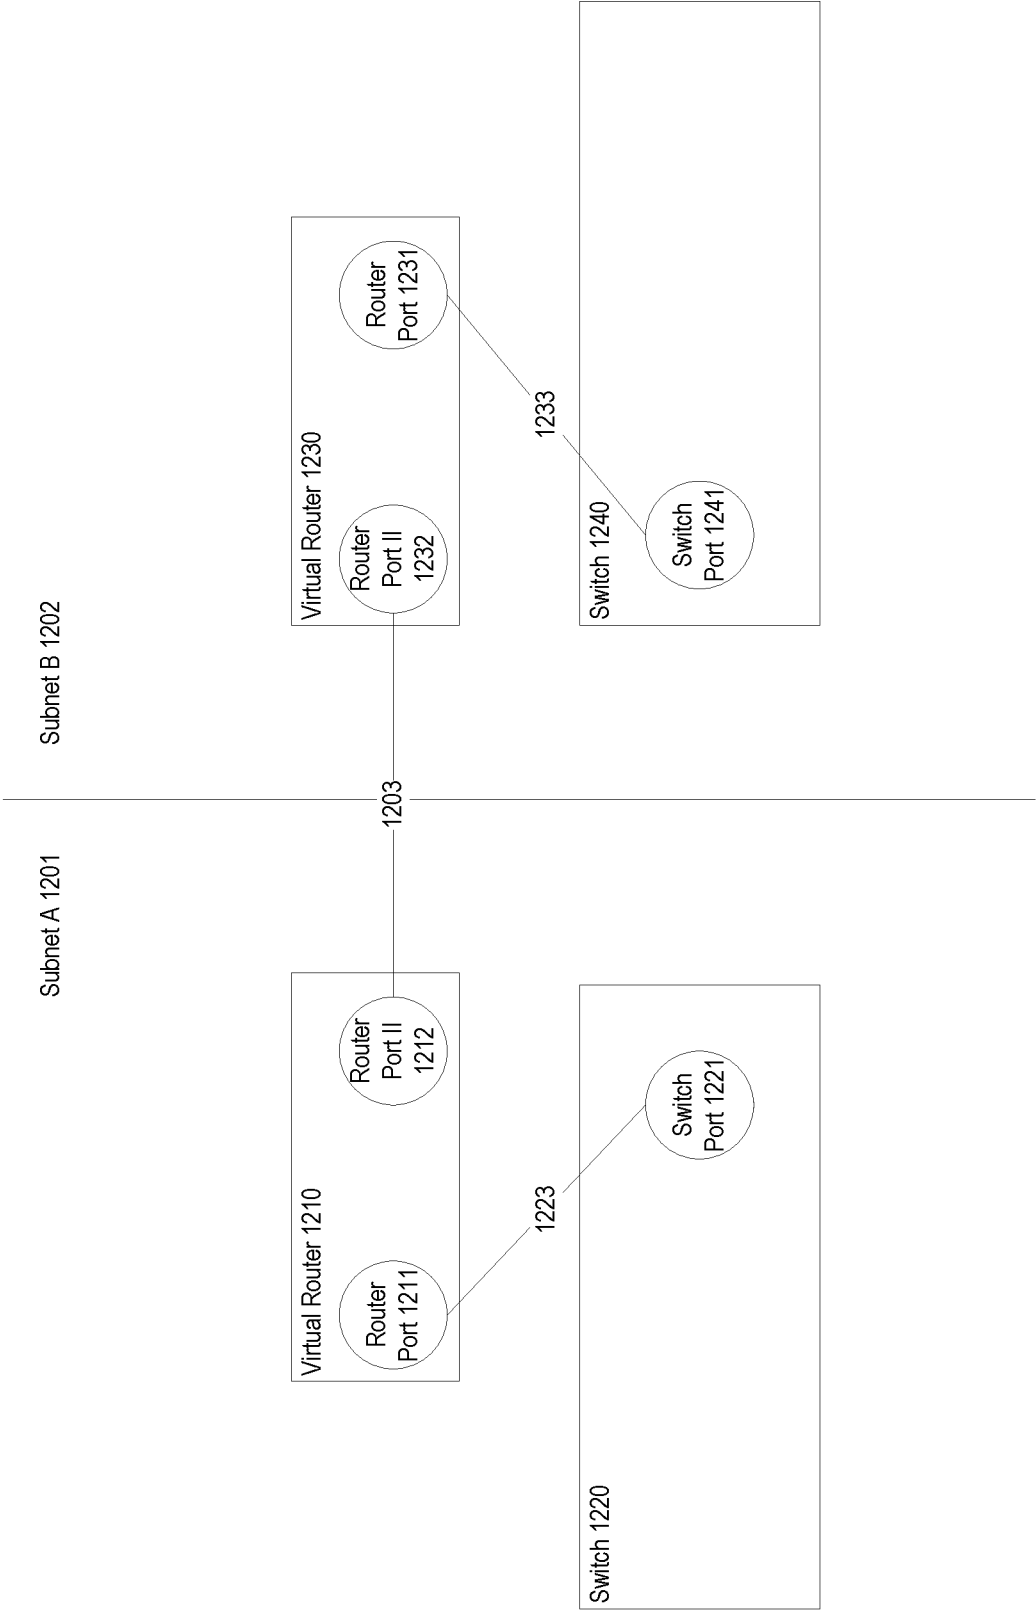 Subnet A 1201
Subnet B 1202
Virtual Router 1210
Router
Port 1211
Router
Port II
1212
1203
Virtual Router 1230
Router
Port II
1232
Router
Port 1231
1223
1233
Switch 1220
Switch
Port 1221
Switch 1240
Switch
Port 1241